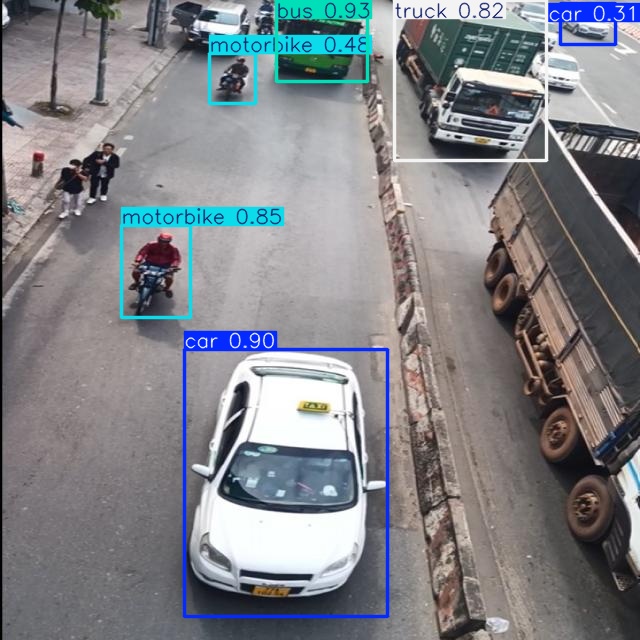 bus 0.93
truck 0.82
car 0.31
motorbike 0.48
motorbike 0.85
car 0.90
TAXI